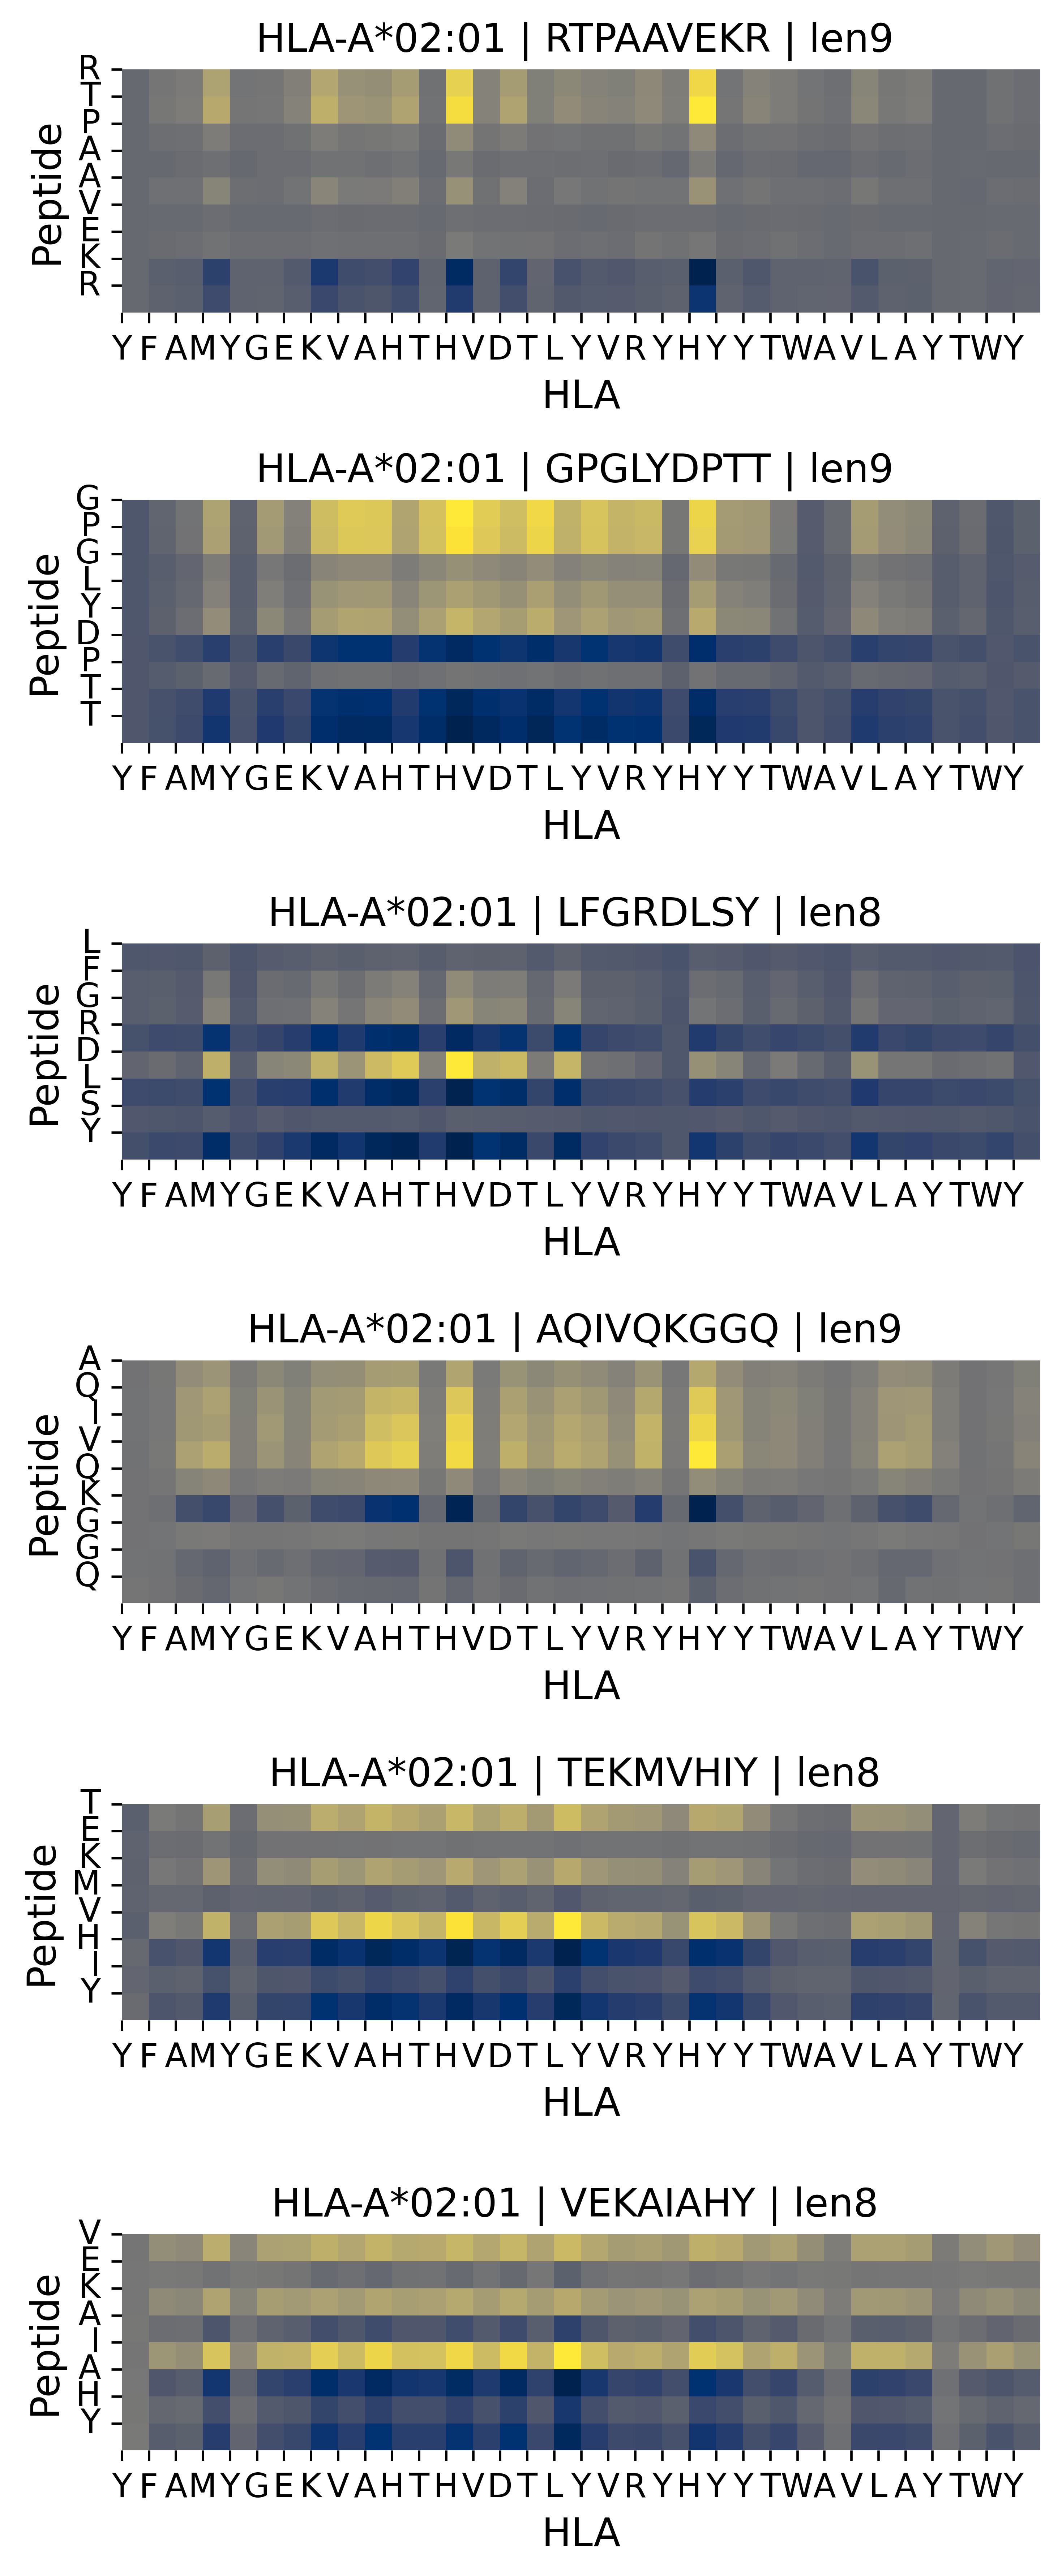 HLA-A*02:01 | RTPAAVEKR | len9
R
T
P
A
A
V
E
K
R
Peptide
Y F A M Y G E K V A H T H V D T L Y V R Y H Y Y T W A V L A Y T W Y
HLA
HLA-A*02:01 | GPGLYDPTT | len9
G
P
G
L
Y
D
P
T
T
Peptide
Y F A M Y G E K V A H T H V D T L Y V R Y H Y Y T W A V L A Y T W Y
HLA
HLA-A*02:01 | LFGRDLSY | len8
L
F
G
R
D
L
S
Y
Peptide
Y F A M Y G E K V A H T H V D T L Y V R Y H Y Y T W A V L A Y T W Y
HLA
HLA-A*02:01 | AQIVQKGGQ | len9
A
Q
I
V
Q
K
G
G
Q
Peptide
Y F A M Y G E K V A H T H V D T L Y V R Y H Y Y T W A V L A Y T W Y
HLA
HLA-A*02:01 | TEKMVHIY | len8
T
E
K
M
V
H
I
Y
Peptide
Y F A M Y G E K V A H T H V D T L Y V R Y H Y Y T W A V L A Y T W Y
HLA
HLA-A*02:01 | VEKAIAHY | len8
V
E
K
A
I
A
H
Y
Peptide
Y F A M Y G E K V A H T H V D T L Y V R Y H Y Y T W A V L A Y T W Y
HLA